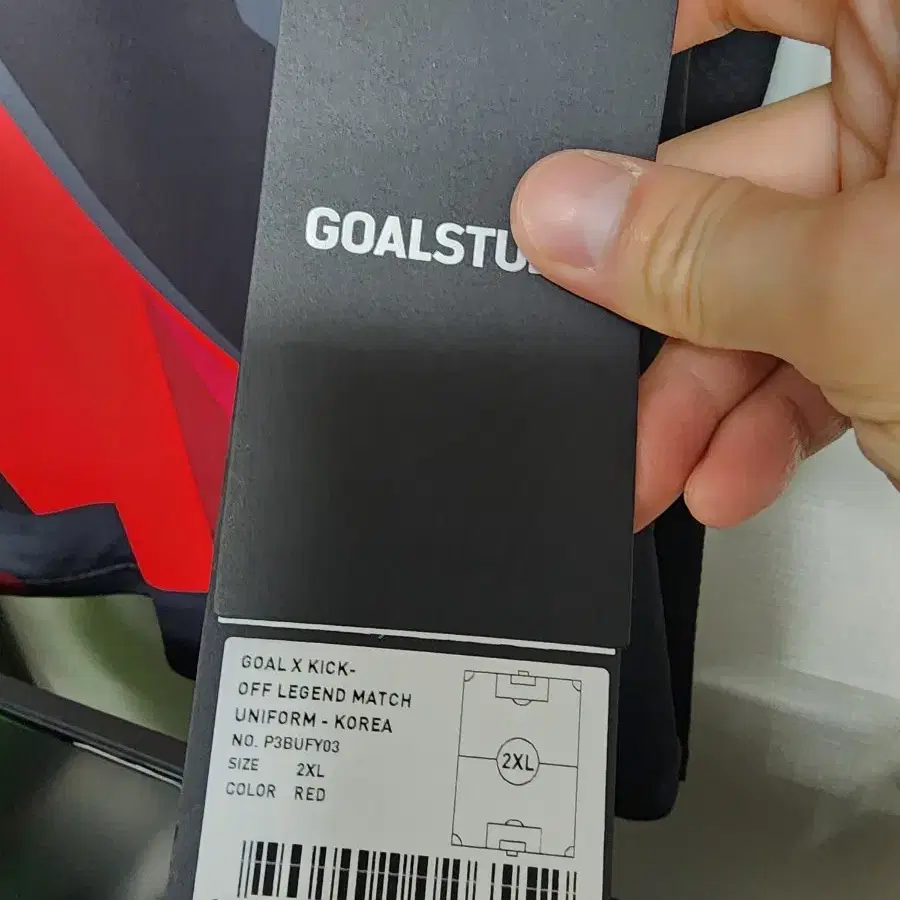 GOALSTU
GOAL X KICK-
OFF LEGEND MATCH
UNIFORM - KOREA
NO. P3BUFY03
SIZE 2XL
COLOR RED
2XL